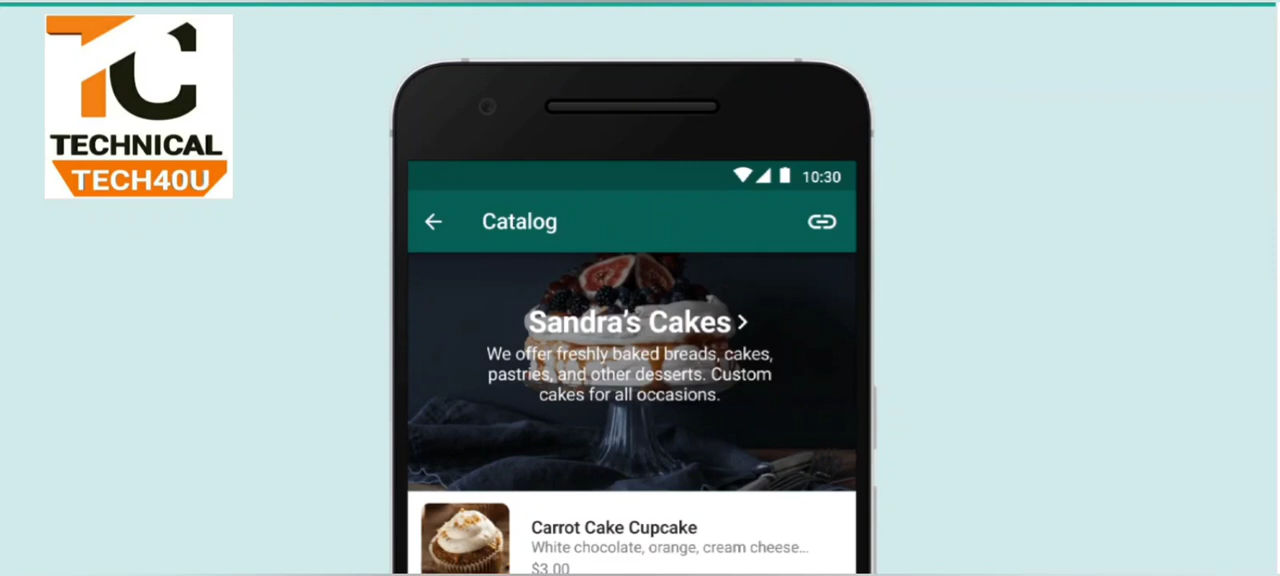 TC
TECHNICAL
TECH40U
10:30
Catalog
Sandra's Cakes
We offer freshly baked breads, cakes,
pastries, and other desserts. Custom
cakes for all occasions.
Carrot Cake Cupcake
White chocolate, orange, cream cheese...
$3.00